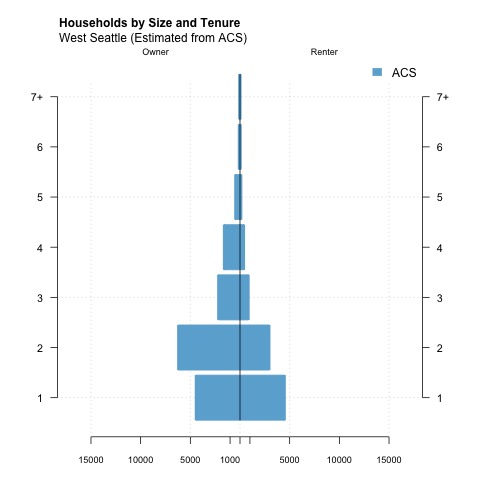 Households by Size and Tenure
West Seattle (Estimated from ACS)
Owner Renter
ACS
7+ 7+
6 6
5 5
4 4
3 3
2 2
1 1
15000 10000 5000 1000 5000 10000 15000